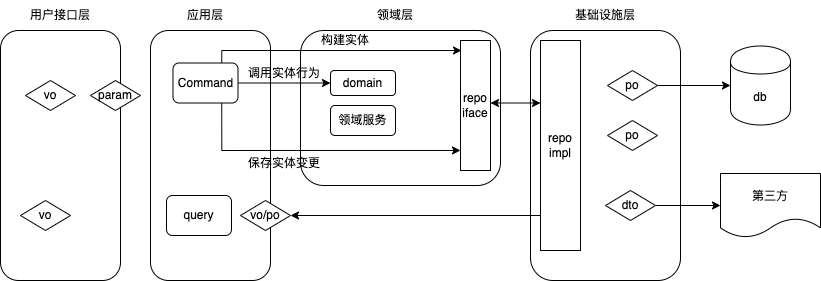 用户接口层
应用层
领域层
基础设施层
构建实体
调用实体行为
Command
domain
repo
iface
领域服务
保存实体变更
vo
param
repo
impl
po
db
po
vo
query
vo/po
dto
第三方